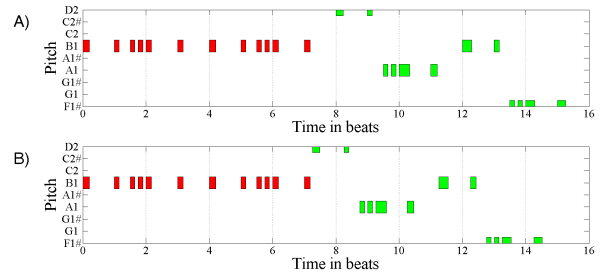 A)
Pitch
D2
C2#
C2
B1
A1#
A1
G1#
G1
F1#
0 2 4 6 8 10 12 14 16
Time in beats
B)
Pitch
D2
C2#
C2
B1
A1#
A1
G1#
G1
F1#
0 2 4 6 8 10 12 14 16
Time in beats